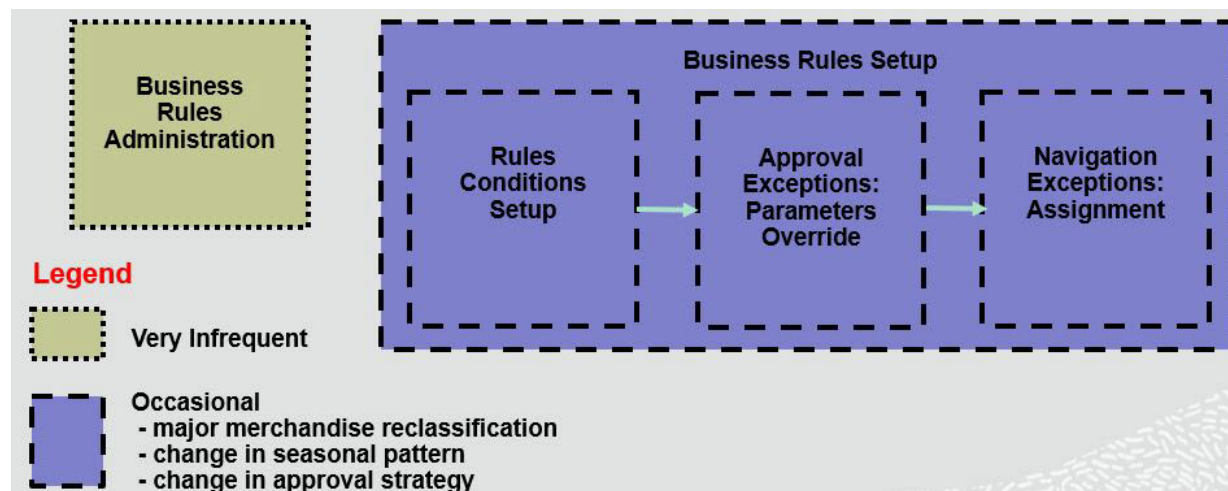 Business
Rules
Administration
Business Rules Setup
Rules
Conditions
Setup
Approval
Exceptions:
Parameters
Override
Navigation
Exceptions:
Assignment
Legend
Very Infrequent
Occasional
- major merchandise reclassification
- change in seasonal pattern
- change in approval strategy